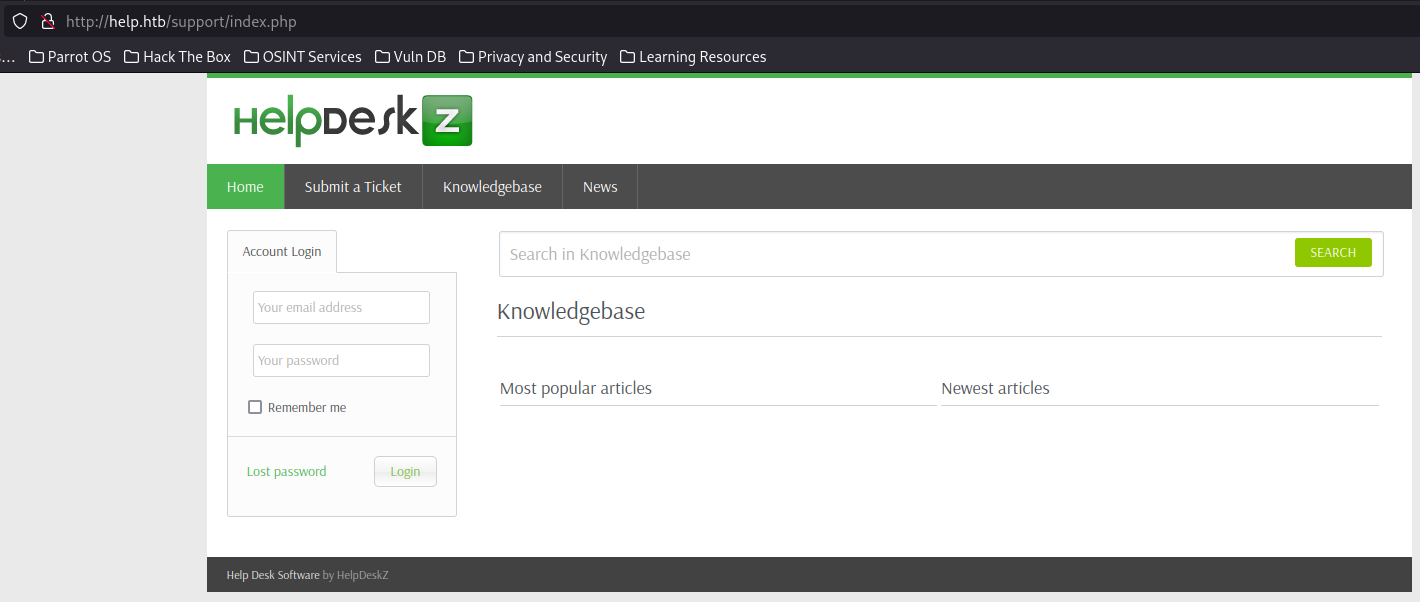 http://help.htb/support/index.php
s… Parrot OS Hack The Box OSINT Services Vuln DB Privacy and Security Learning Resources
HelpDesk Z
Home Submit a Ticket Knowledgebase News
Account Login
Search in Knowledgebase SEARCH
Your email address
Knowledgebase
Your password
Most popular articles Newest articles
Remember me
Lost password Login
Help Desk Software by HelpDeskZ